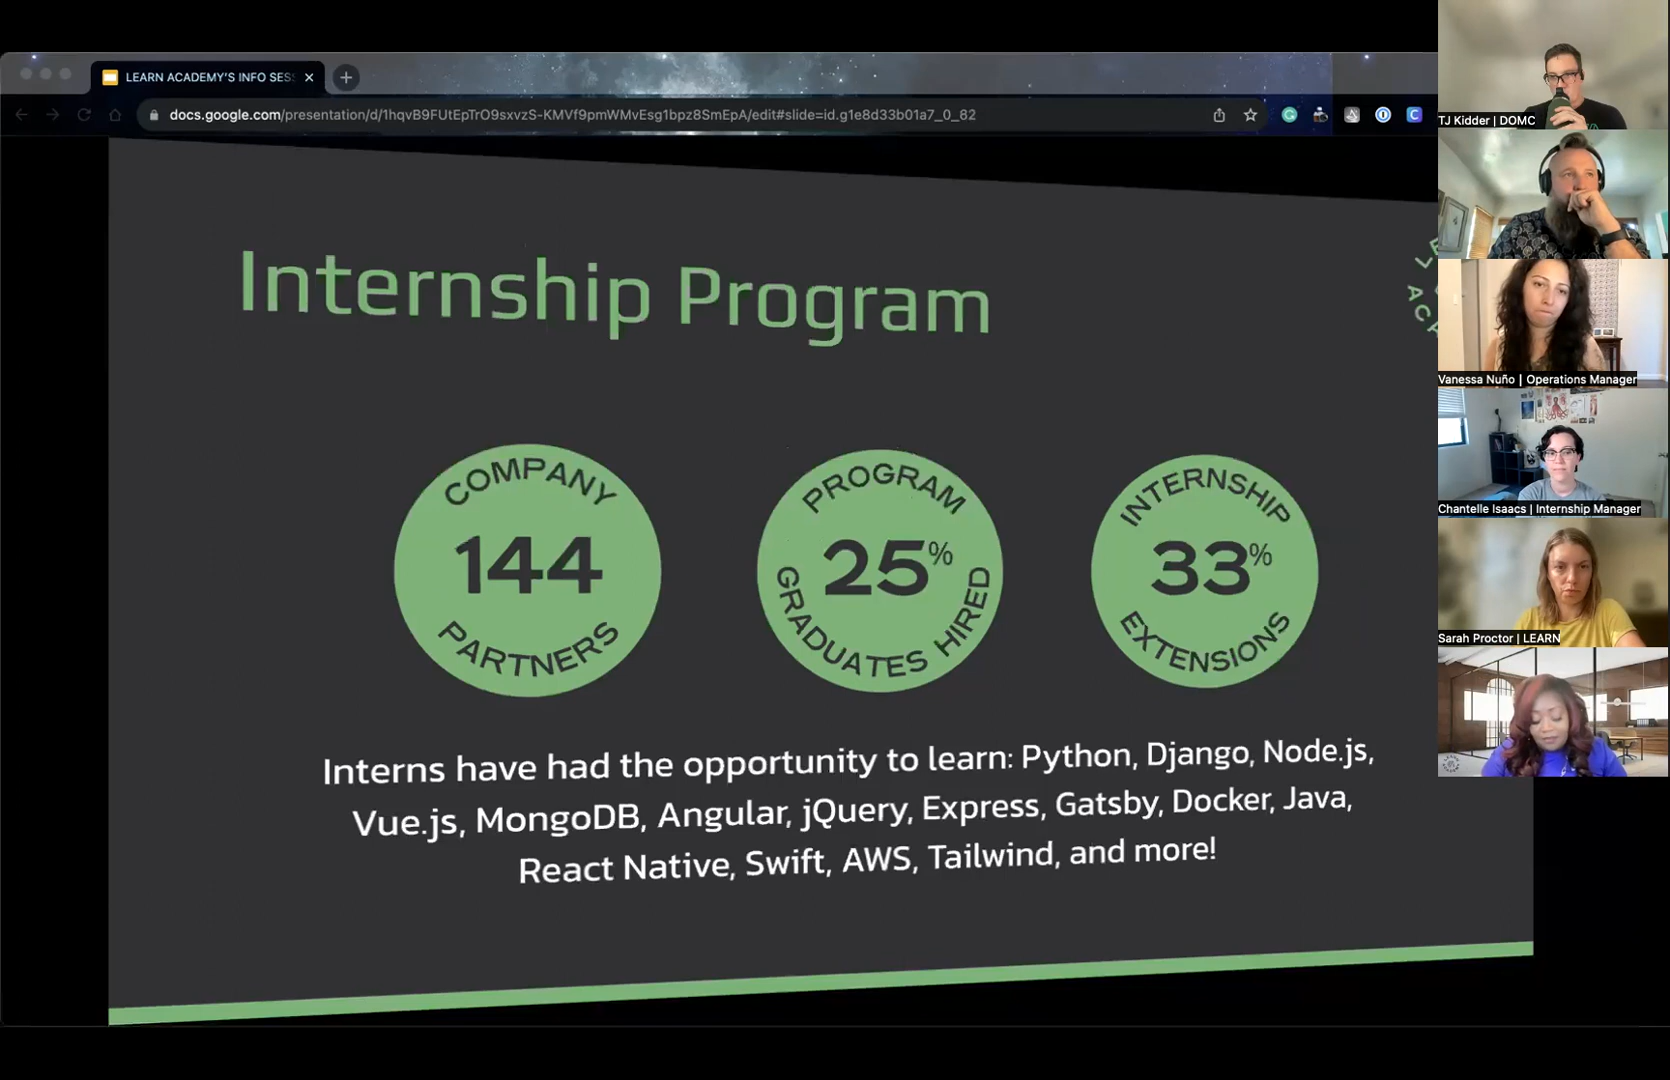 LEARN ACADEMY'S INFO SES
docs.google.com/presentation/d/1hqvB9FUtEpTrO9sxvzS-KMVf9pmWMvEsg1bpz8SmEpA/edit#slide=id.g1e8d33b01a7_0_82
Internship Program
COMPANY
144
PARTNERS
PROGRAM
25%
GRADUATES HIRED
INTERNSHIP
33%
EXTENSIONS
Interns have had the opportunity to learn: Python, Django, Node.js,
Vue.js, MongoDB, Angular, jQuery, Express, Gatsby, Docker, Java,
React Native, Swift, AWS, Tailwind, and more!
TJ Kidder | DOMC
Vanessa Nuño | Operations Manager
Chantelle Isaacs | Internship Manager
Sarah Proctor | LEARN